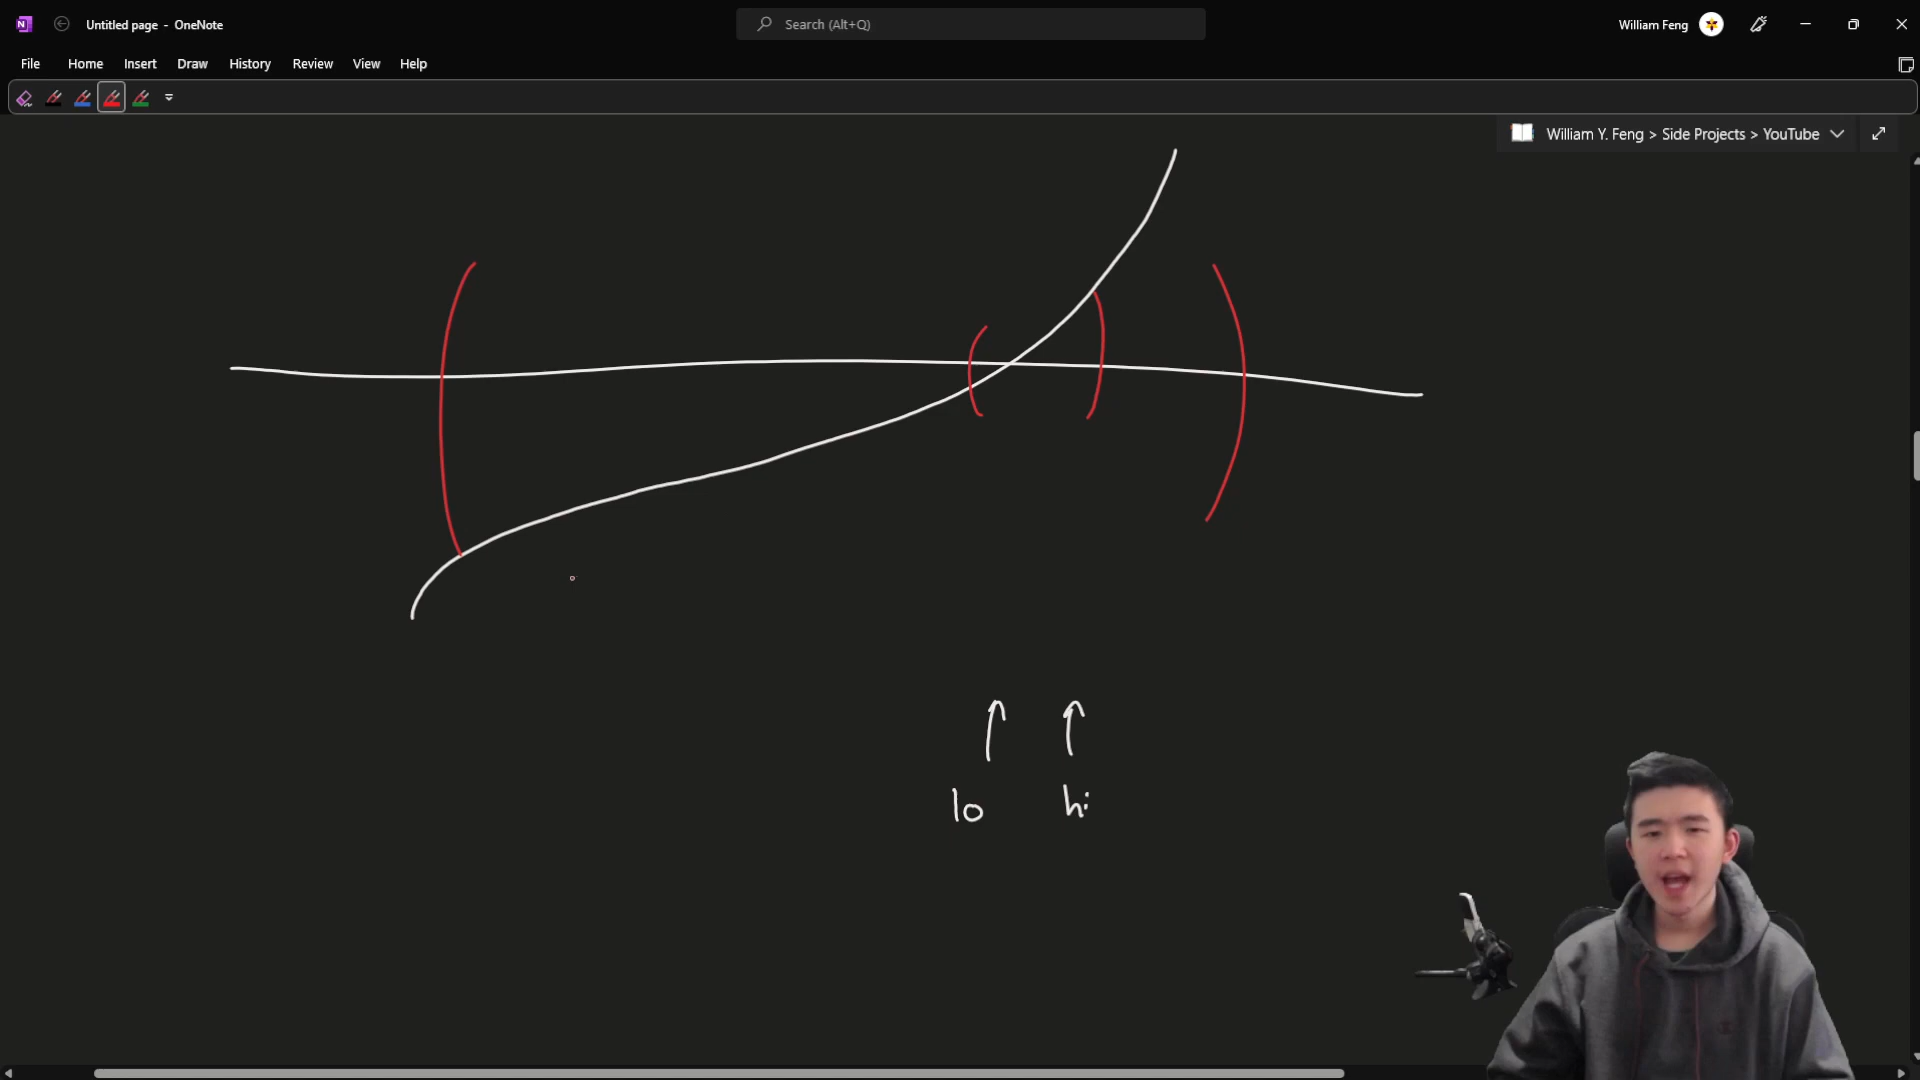 Untitled page - OneNote
Search (Alt+Q)
William Feng
File Home Insert Draw History Review View Help
William Y. Feng > Side Projects > YouTube
lo hi